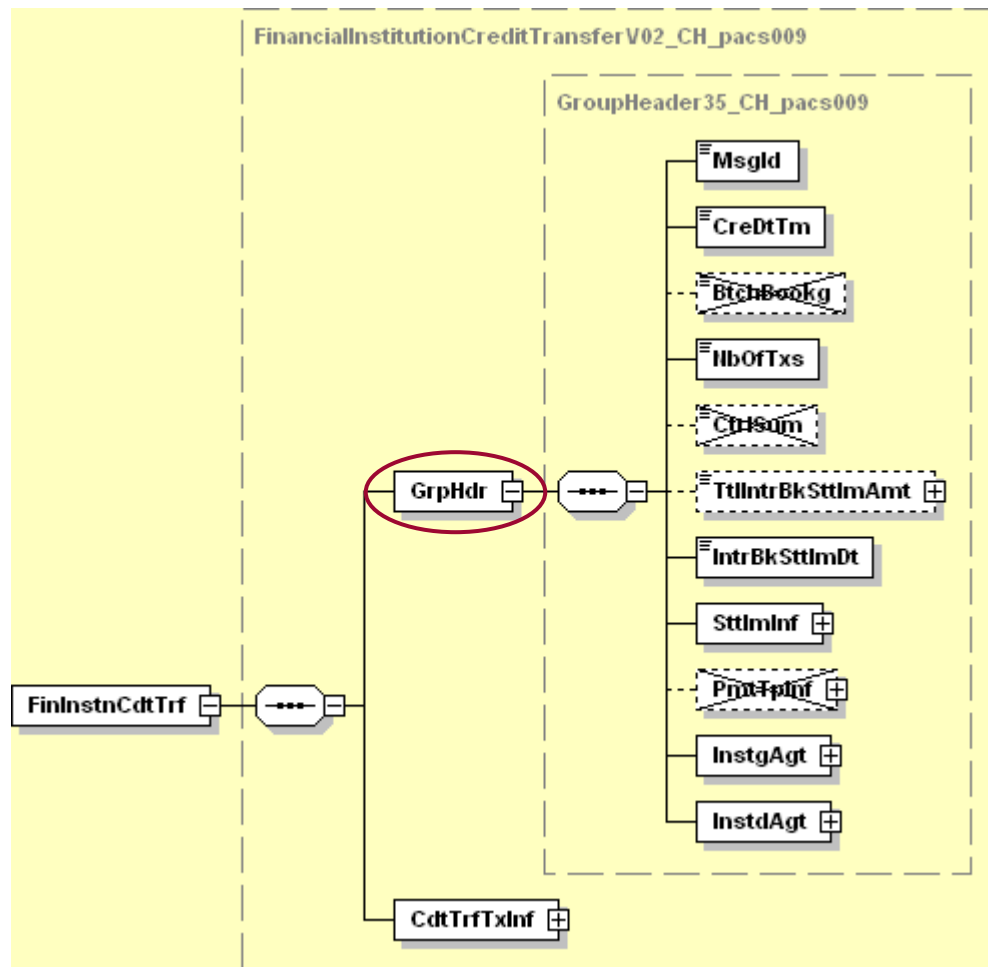 FinancialInstitutionCreditTransferV02_CH_pacs009
GroupHeader35_CH_pacs009
MsgId
CreDtTm
BtchBookg
NbOfTxs
CtrlSum
GrpHdr
TtlIntrBkSttlmAmt
IntrBkSttlmDt
SttlmInf
FinInstnCdtTrf
PmtTpInf
InstgAgt
InstdAgt
CdtTrfTxInf